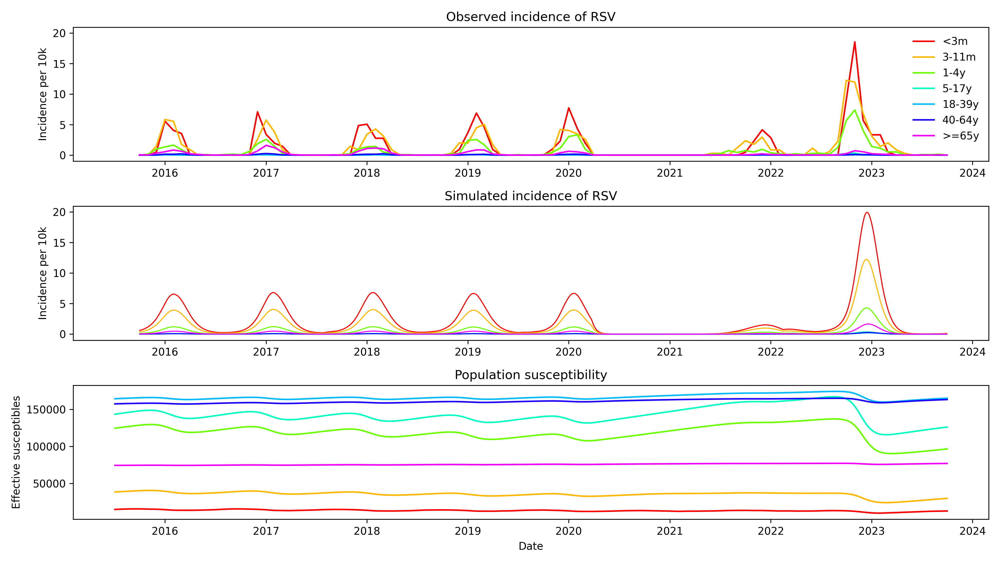 Observed incidence of RSV
Incidence per 10k
20
15
10
5
0
<3m
3-11m
1-4y
5-17y
18-39y
40-64y
>=65y
2016 2017 2018 2019 2020 2021 2022 2023 2024
Simulated incidence of RSV
Incidence per 10k
20
15
10
5
0
2016 2017 2018 2019 2020 2021 2022 2023 2024
Population susceptibility
Effective susceptibles
150000
100000
50000
2016 2017 2018 2019 2020 2021 2022 2023 2024
Date